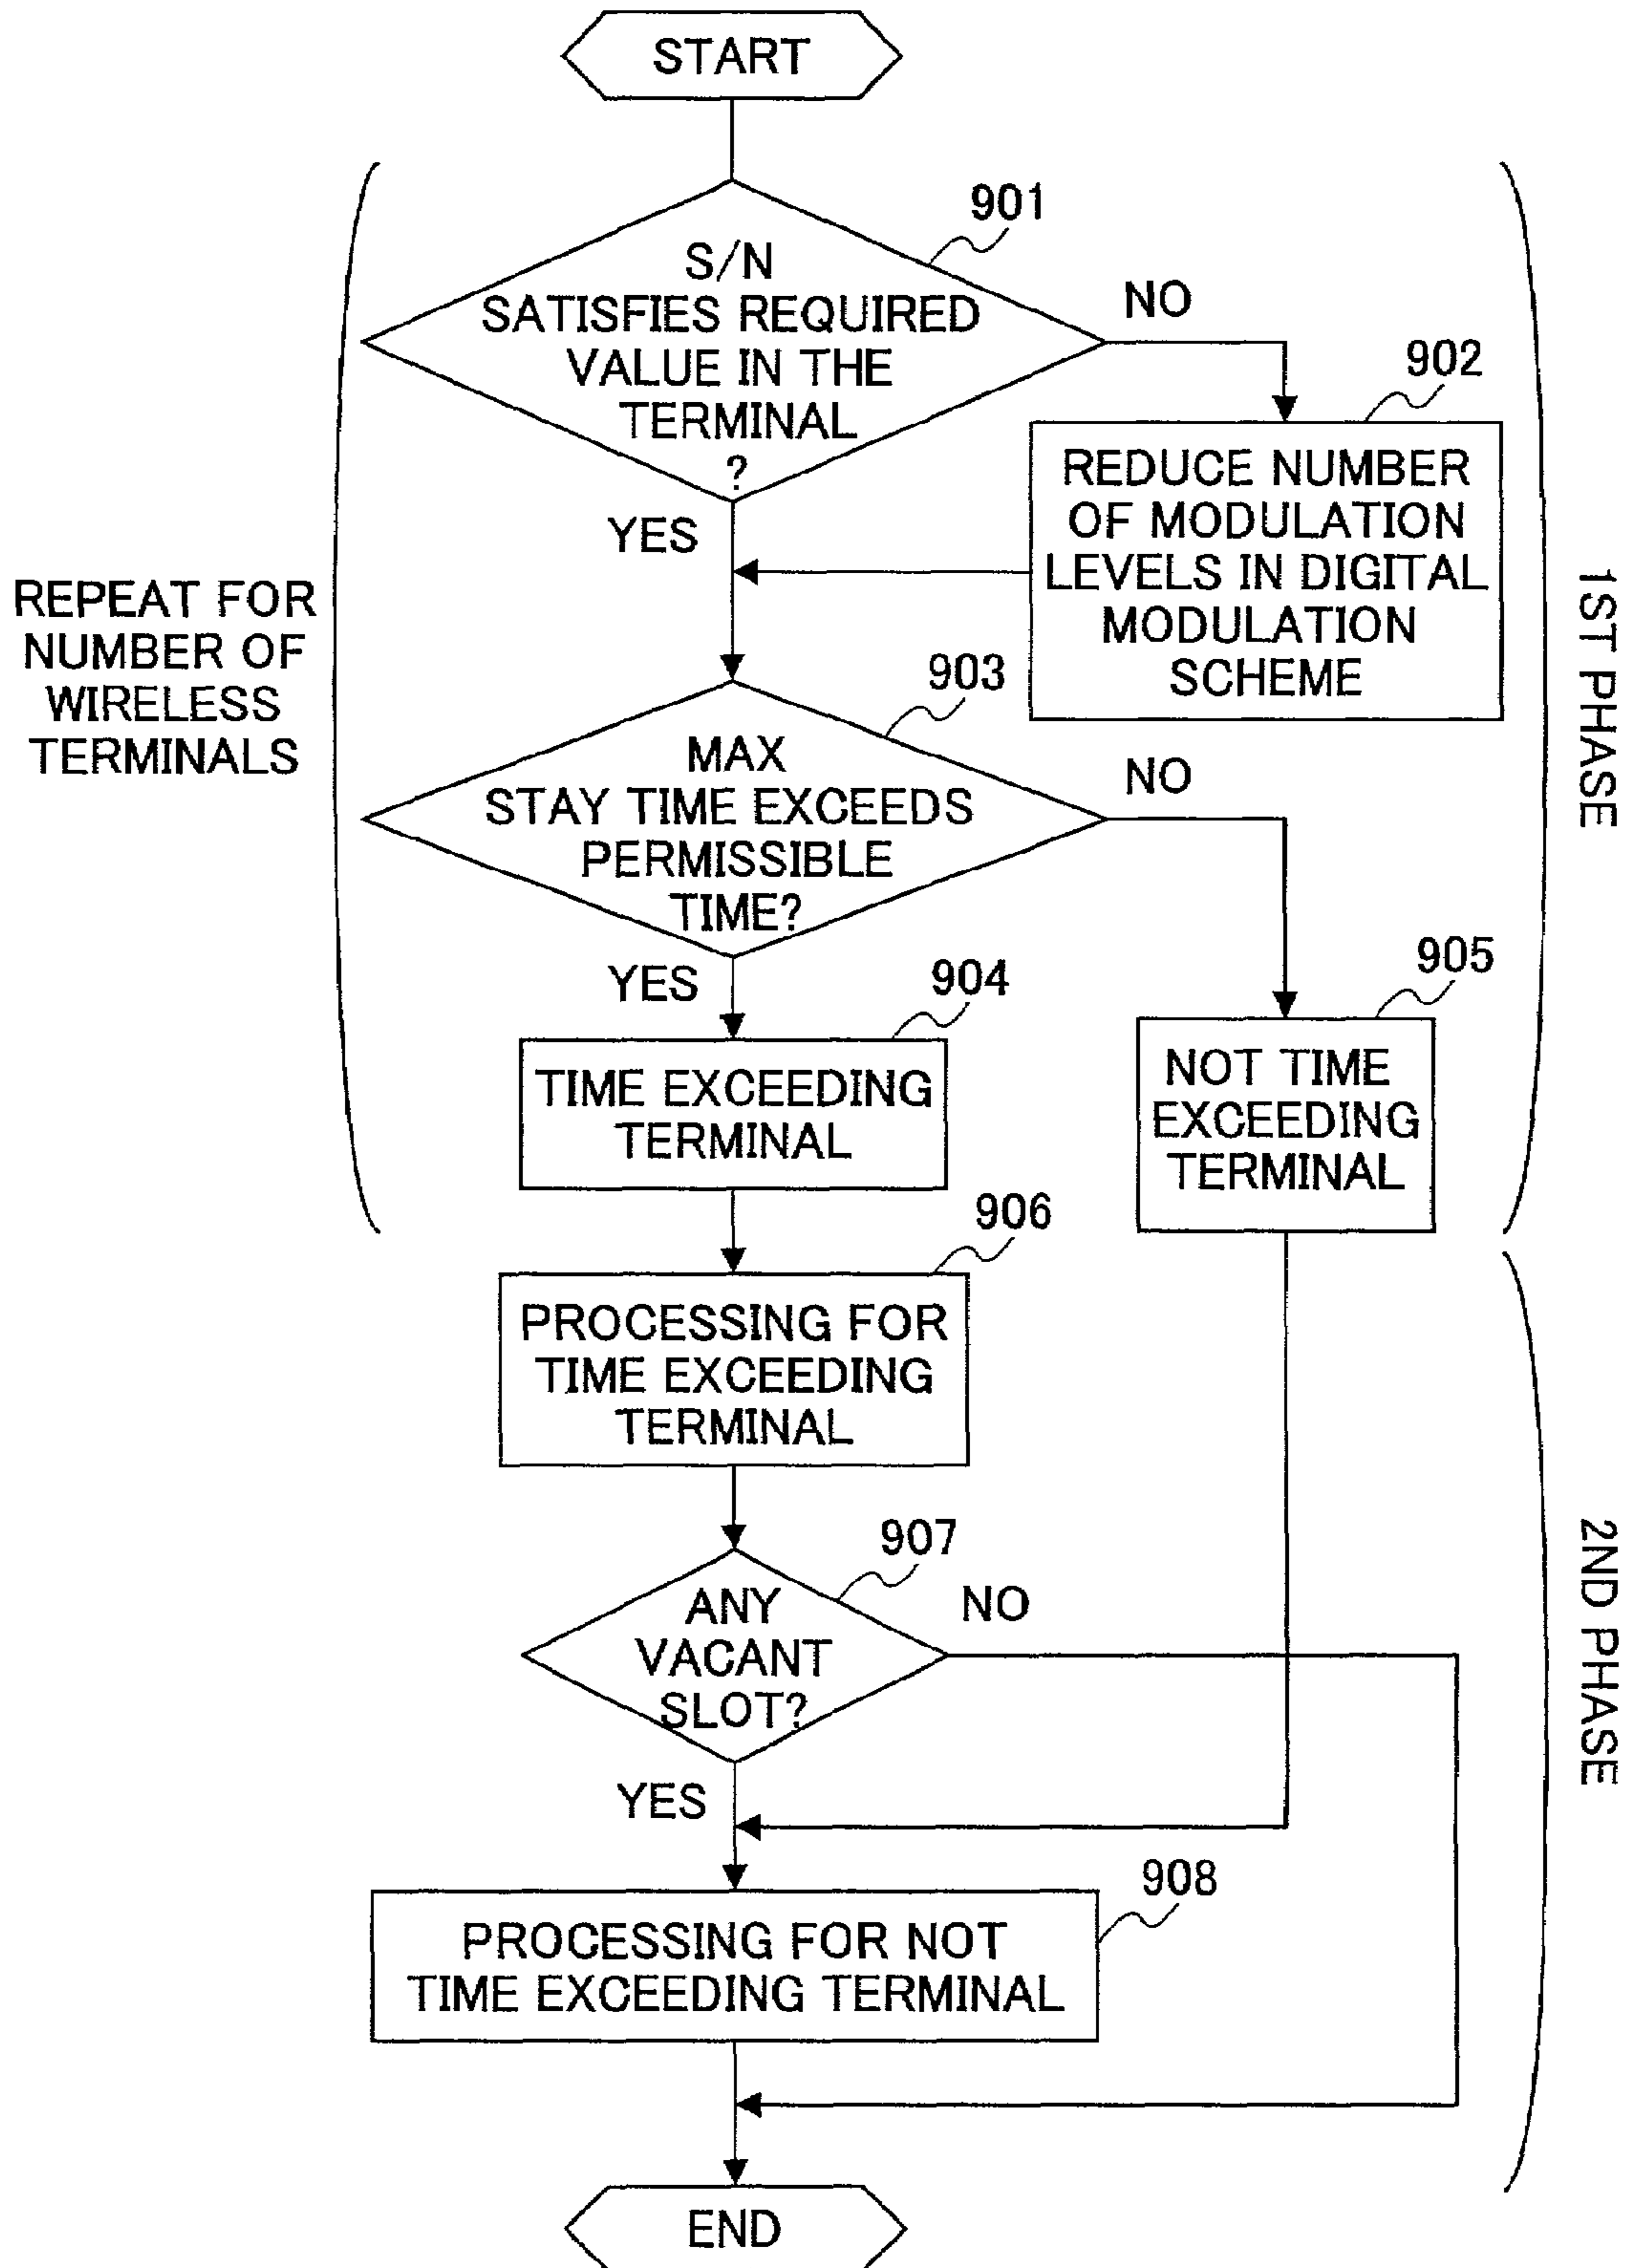 START
901
S/N
SATISFIES REQUIRED
VALUE IN THE
TERMINAL
?
NO
YES
902
REDUCE NUMBER
OF MODULATION
LEVELS IN DIGITAL
MODULATION
SCHEME
REPEAT FOR
NUMBER OF
WIRELESS
TERMINALS
1ST PHASE
903
MAX
STAY TIME EXCEEDS
PERMISSIBLE
TIME?
NO
YES
904
TIME EXCEEDING
TERMINAL
905
NOT TIME
EXCEEDING
TERMINAL
906
PROCESSING FOR
TIME EXCEEDING
TERMINAL
907
ANY
VACANT
SLOT?
NO
YES
2ND PHASE
908
PROCESSING FOR NOT
TIME EXCEEDING TERMINAL
END